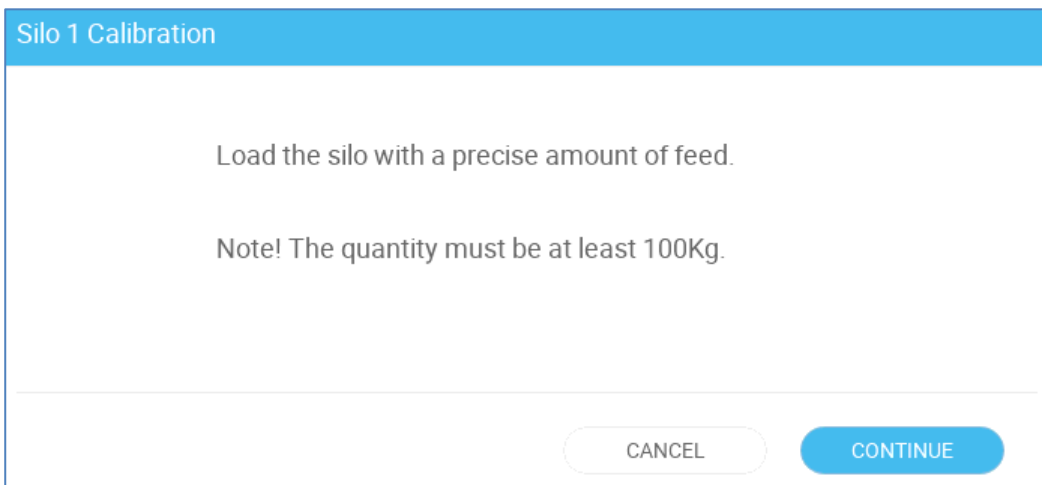 Silo 1 Calibration
Load the silo with a precise amount of feed.
Note! The quantity must be at least 100Kg.
CANCEL
CONTINUE